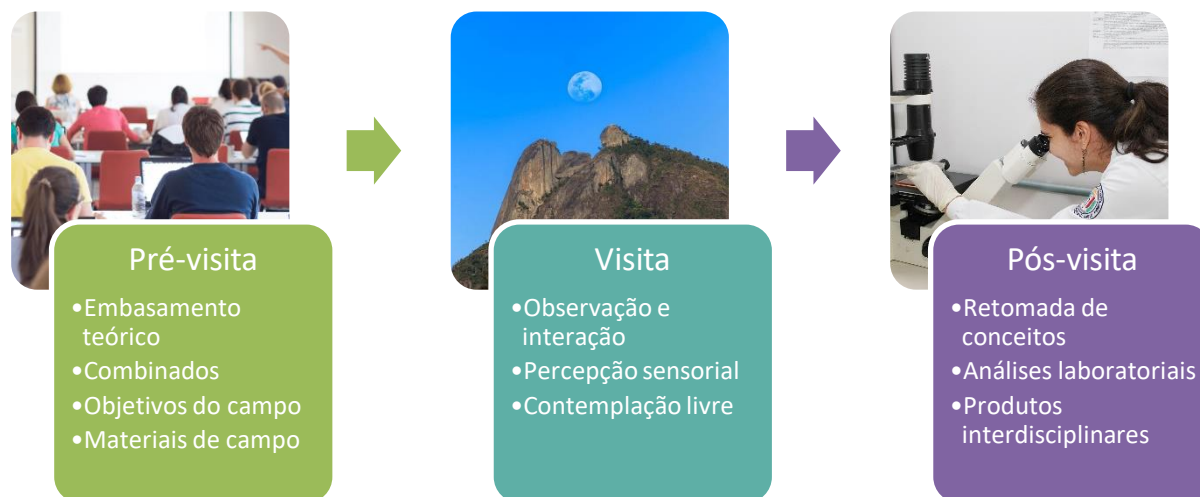 Pré-visita
•Embasamento
teórico
•Combinados
•Objetivos do campo
•Materiais de campo
Visita
•Observação e
interação
•Percepção sensorial
•Contemplação livre
Pós-visita
•Retomada de
conceitos
•Análises laboratoriais
•Produtos
interdisciplinares